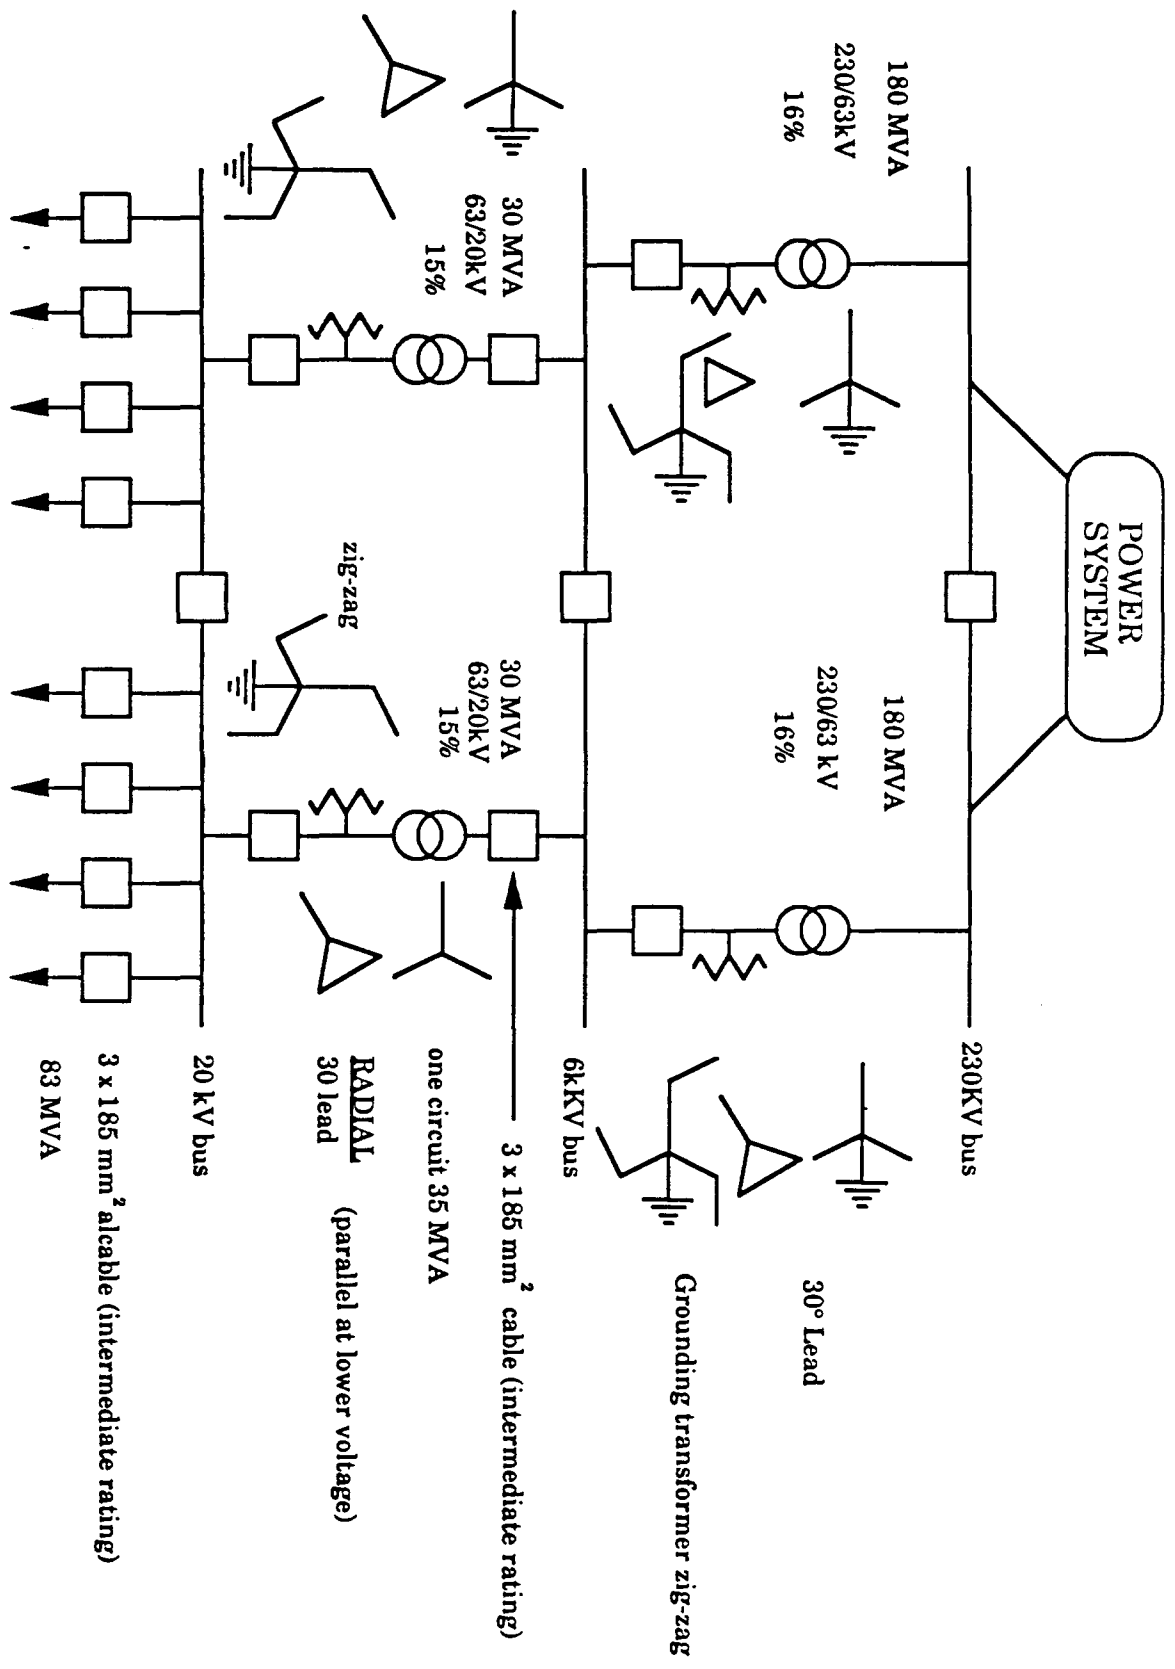 POWER
SYSTEM
180 MVA
230/63kV
16%
180 MVA
230/63 kV
16%
230KV bus
30° Lead
Grounding transformer zig-zag
6kKV bus
30 MVA
63/20kV
15%
30 MVA
63/20kV
15%
3 x 185 mm² cable (intermediate rating)
one circuit 35 MVA
RADIAL (parallel at lower voltage)
30 lead
zig-zag
20 kV bus
3 x 185 mm² alcable (intermediate rating)
83 MVA